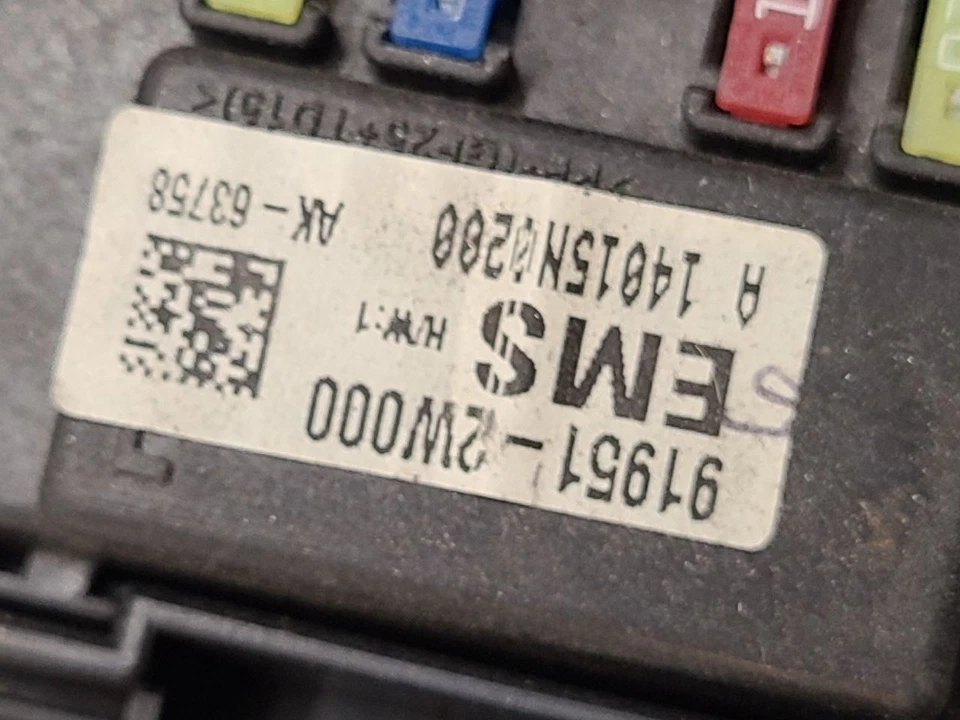 91951-2W000
EMS H/W:1
A 14015N0200
AK-63758